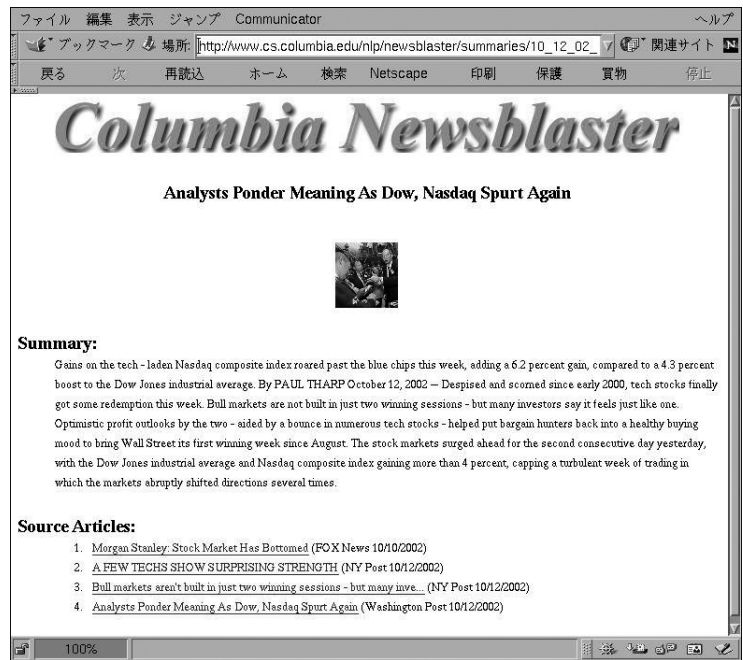 ファイル 編集 表示 ジャンプ Communicator ヘルプ
ブックマーク 場所: http://www.cs.columbia.edu/nlp/newsblaster/summaries/10_12_02_ 関連サイト N
戻る 次 再読込 ホーム 検索 Netscape 印刷 保護 買物 停止
Columbia Newsblaster
Analysts Ponder Meaning As Dow, Nasdaq Spurt Again
Summary:
Gains on the tech - laden Nasdaq composite index roared past the blue chips this week, adding a 6.2 percent gain, compared to a 4.3 percent
boost to the Dow Jones industrial average. By PAUL THARP October 12, 2002 -- Despised and scorned since early 2000, tech stocks finally
got some redemption this week. Bull markets are not built in just two winning sessions - but many investors say it feels just like one.
Optimistic profit outlooks by the two - aided by a bounce in numerous tech stocks - helped put bargain hunters back into a healthy buying
mood to bring Wall Street its first winning week since August. The stock markets surged ahead for the second consecutive day yesterday,
with the Dow Jones industrial average and Nasdaq composite index gaining more than 4 percent, capping a turbulent week of trading in
which the markets abruptly shifted directions several times.
Source Articles:
1. Morgan Stanley: Stock Market Has Bottomed (FOX News 10/10/2002)
2. A FEW TECHS SHOW SURPRISING STRENGTH (NY Post 10/12/2002)
3. Bull markets aren't built in just two winning sessions - but many inve... (NY Post 10/12/2002)
4. Analysts Ponder Meaning As Dow, Nasdaq Spurt Again (Washington Post 10/12/2002)
100%